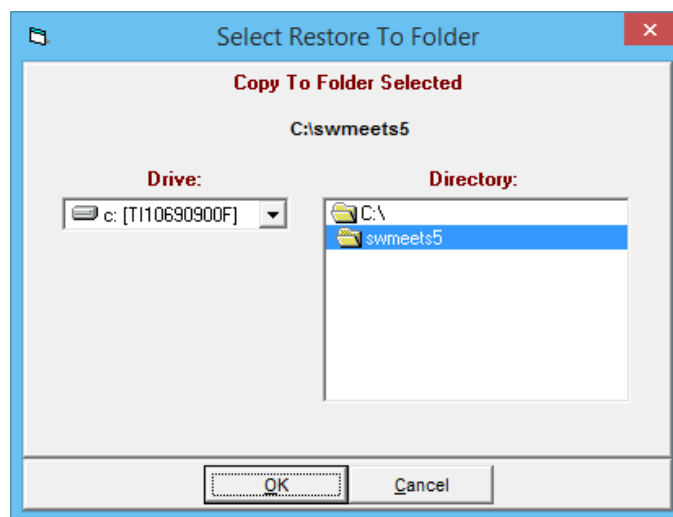 Select Restore To Folder
Copy To Folder Selected
C:\swmeets5
Drive:
Directory:
c: [TI10690900F]
C:\
swmeets5
OK
Cancel